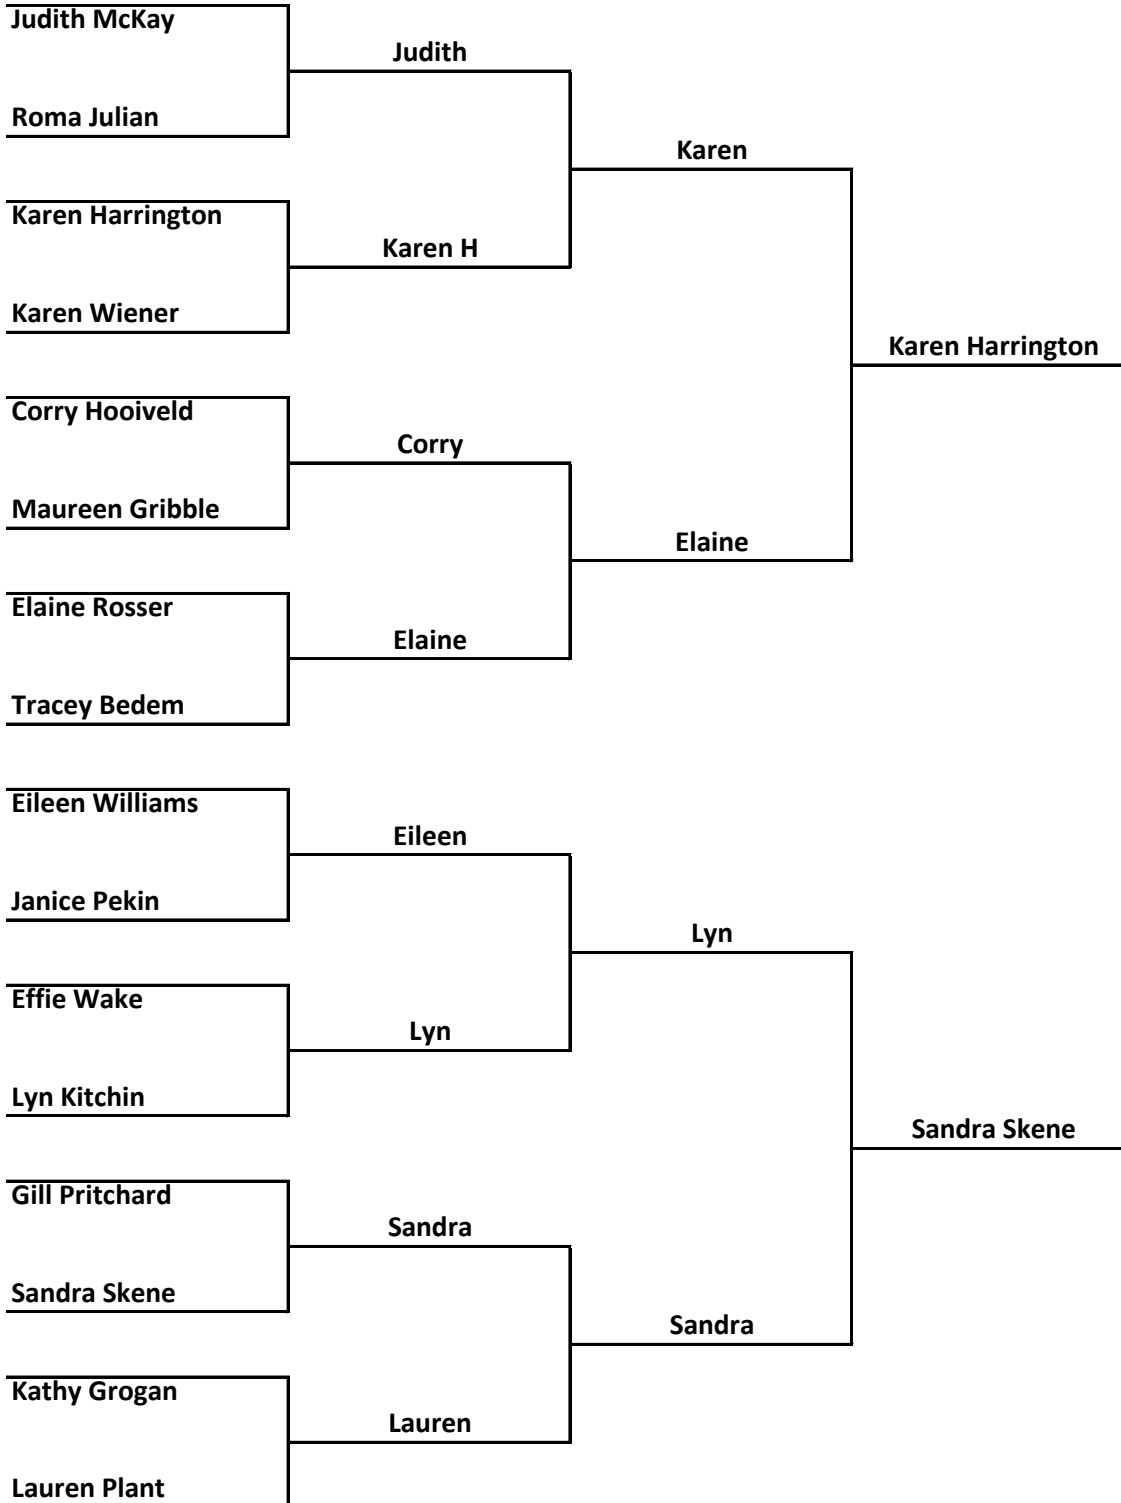 Judith McKay
Judith
Roma Julian
Karen
Karen Harrington
Karen H
Karen Wiener
Karen Harrington
Corry Hooiveld
Corry
Maureen Gribble
Elaine
Elaine Rosser
Elaine
Tracey Bedem
Eileen Williams
Eileen
Janice Pekin
Lyn
Effie Wake
Lyn
Lyn Kitchin
Sandra Skene
Gill Pritchard
Sandra
Sandra Skene
Sandra
Kathy Grogan
Lauren
Lauren Plant